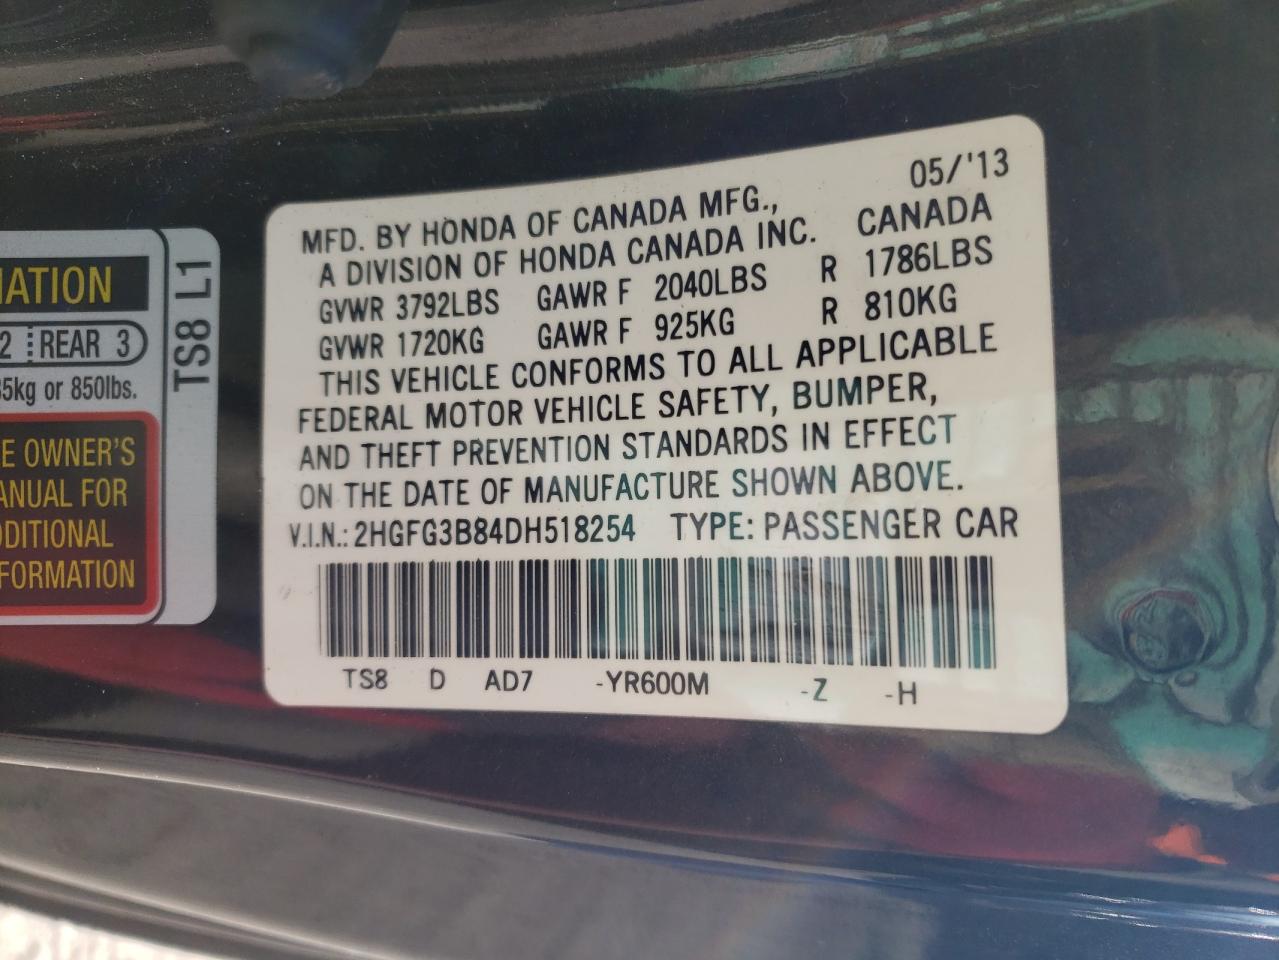 05/'13
MFD. BY HONDA OF CANADA MFG.,
A DIVISION OF HONDA CANADA INC. CANADA
GVWR 3792LBS GAWR F 2040LBS R 1786LBS
GVWR 1720KG GAWR F 925KG R 810KG
THIS VEHICLE CONFORMS TO ALL APPLICABLE
FEDERAL MOTOR VEHICLE SAFETY, BUMPER,
AND THEFT PREVENTION STANDARDS IN EFFECT
ON THE DATE OF MANUFACTURE SHOWN ABOVE.
V.I.N.: 2HGFG3B84DH518254 TYPE: PASSENGER CAR
TS8 D AD7 -YR600M -Z -H
TS8 L1
MATION
2 REAR 3
85kg or 850lbs.
E OWNER'S
ANUAL FOR
DDITIONAL
FORMATION